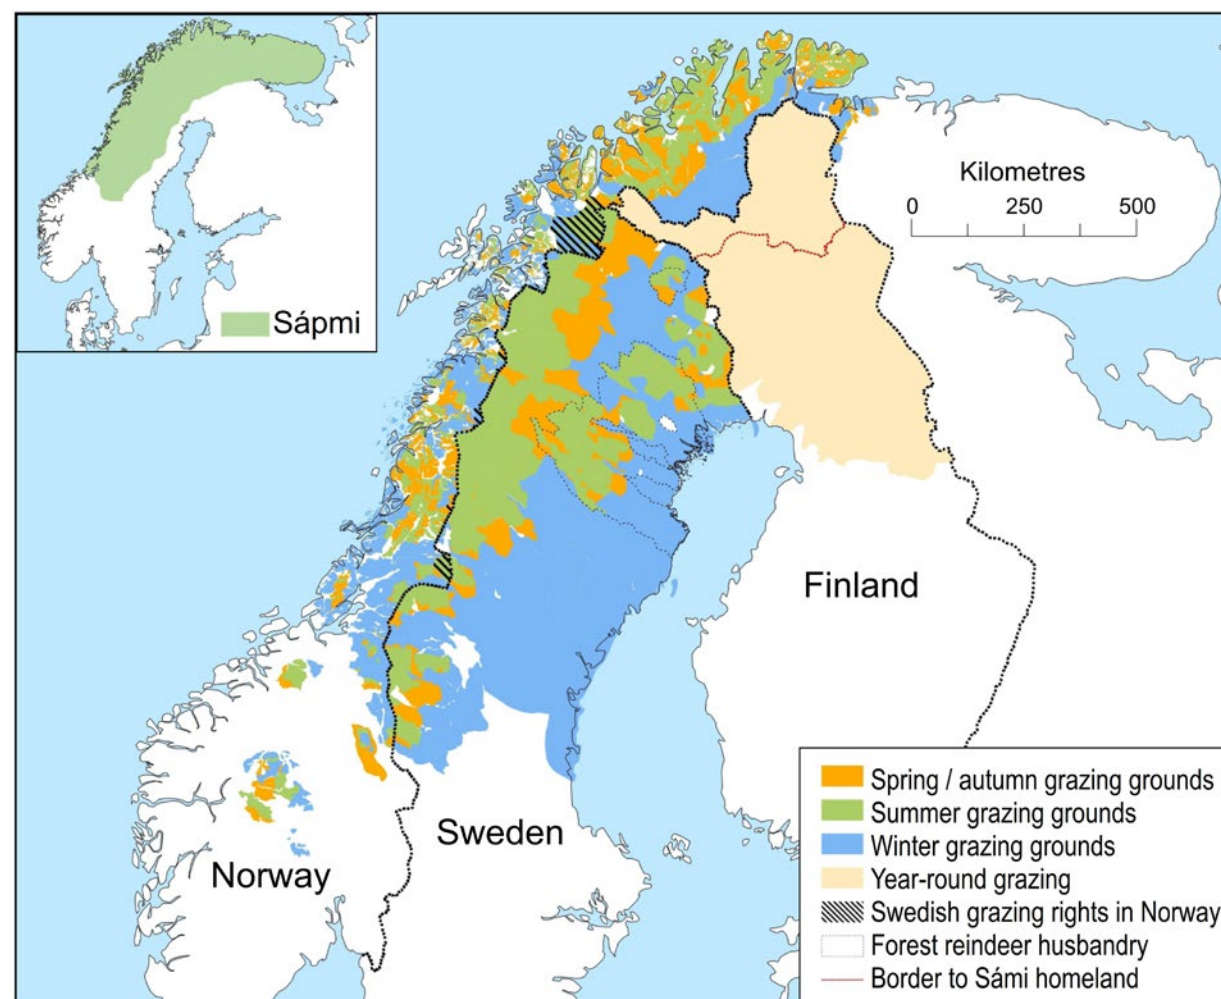 Sápmi
Kilometres
0 250 500
Finland
Sweden
Norway
Spring / autumn grazing grounds
Summer grazing grounds
Winter grazing grounds
Year-round grazing
Swedish grazing rights in Norway
Forest reindeer husbandry
Border to Sámi homeland